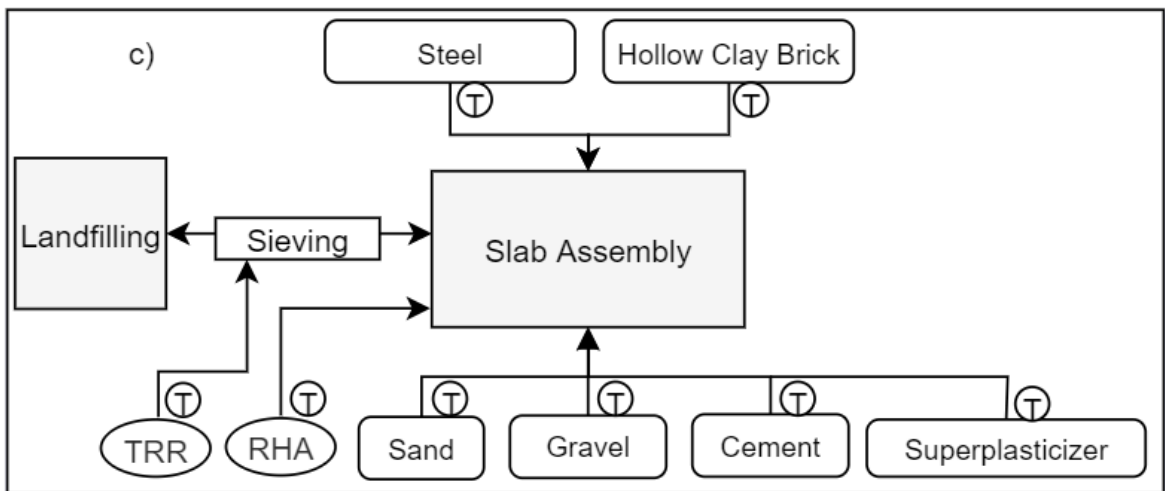 c)
Steel
Hollow Clay Brick
T
T
Landfilling
Sieving
Slab Assembly
T
T
T
T
T
T
TRR
RHA
Sand
Gravel
Cement
Superplasticizer